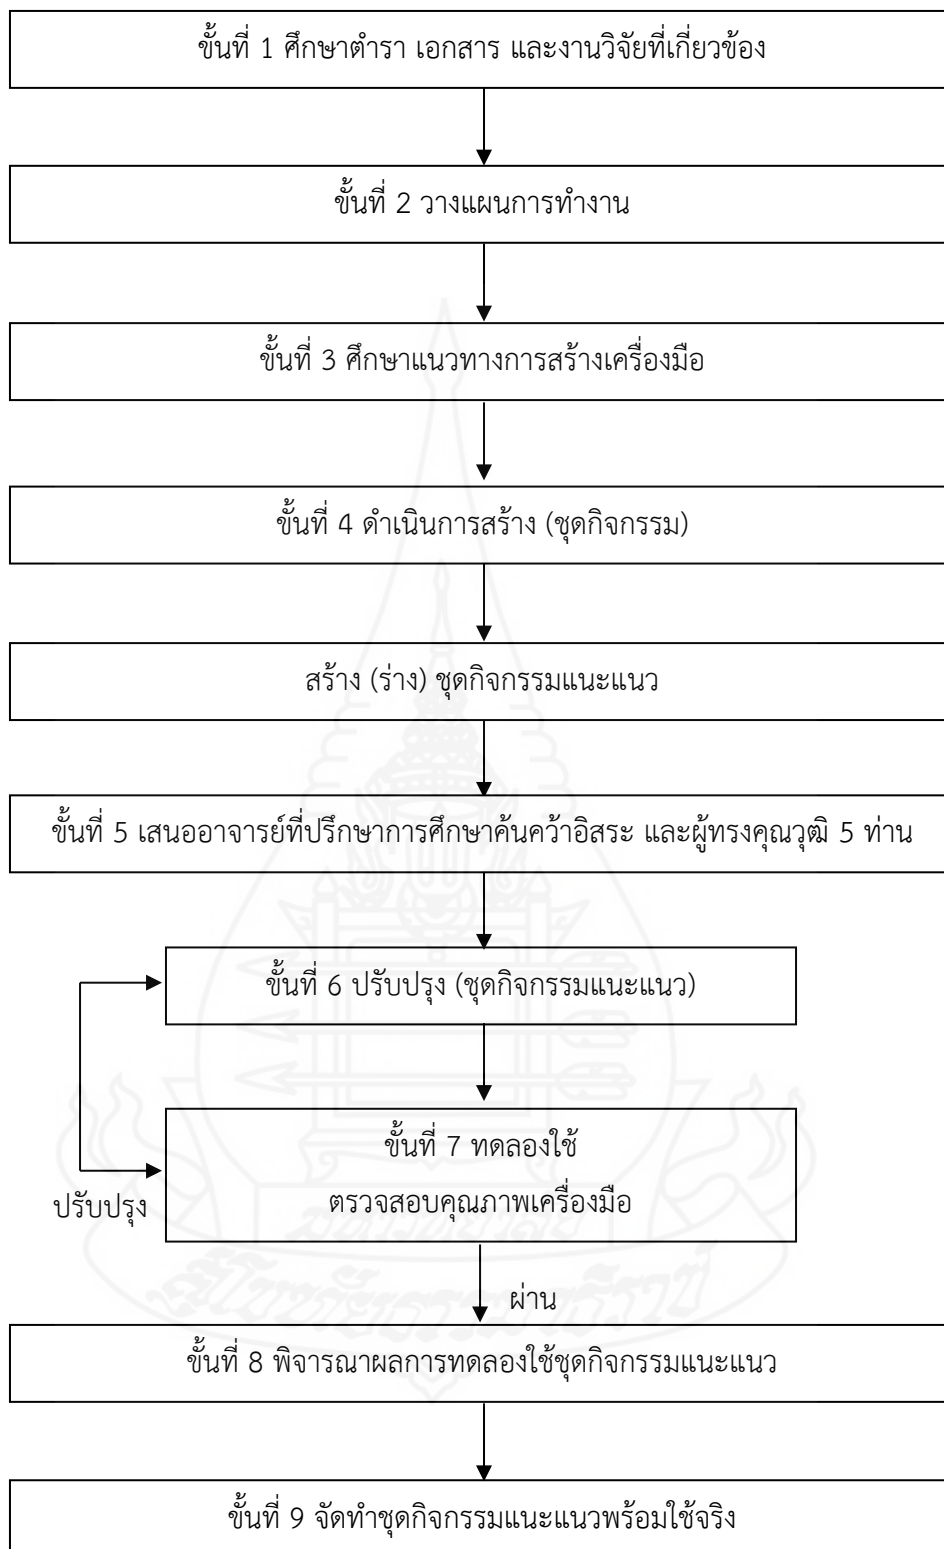 ขั้นที่ 1 ศึกษาตำรา เอกสาร และงานวิจัยที่เกี่ยวข้อง
ขั้นที่ 2 วางแผนการทำงาน
ขั้นที่ 3 ศึกษาแนวทางการสร้างเครื่องมือ
ขั้นที่ 4 ดำเนินการสร้าง (ชุดกิจกรรม)
สร้าง (ร่าง) ชุดกิจกรรมแนะแนว
ขั้นที่ 5 เสนออาจารย์ที่ปรึกษาการศึกษาค้นคว้าอิสระ และผู้ทรงคุณวุฒิ 5 ท่าน
ขั้นที่ 6 ปรับปรุง (ชุดกิจกรรมแนะแนว)
ขั้นที่ 7 ทดลองใช้
ตรวจสอบคุณภาพเครื่องมือ
ปรับปรุง
ผ่าน
ขั้นที่ 8 พิจารณาผลการทดลองใช้ชุดกิจกรรมแนะแนว
ขั้นที่ 9 จัดทำชุดกิจกรรมแนะแนวพร้อมใช้จริง